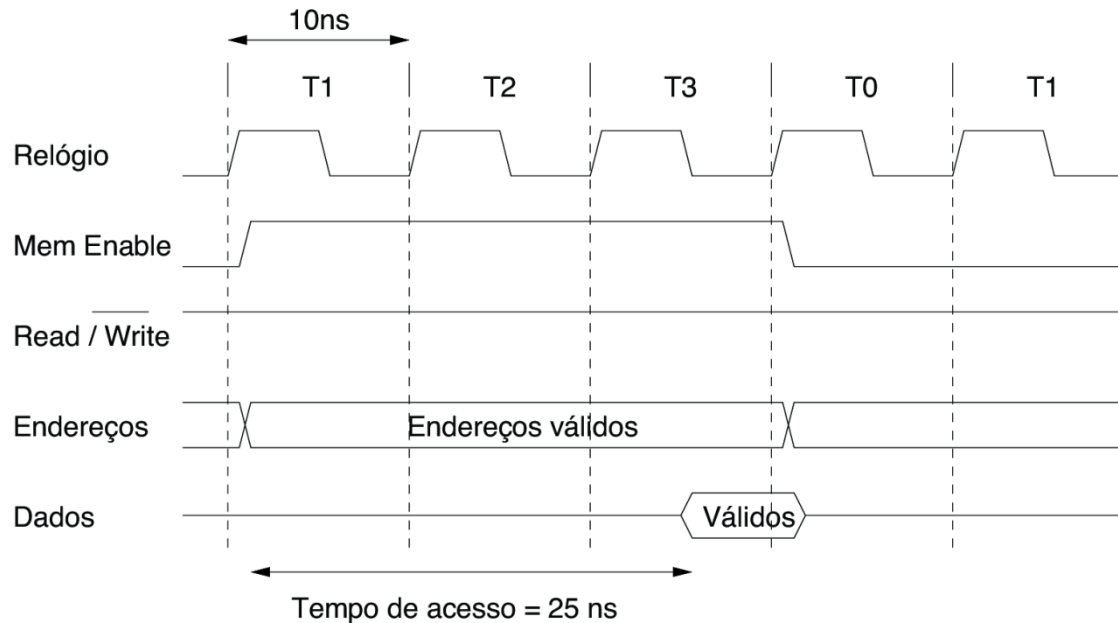 10ns
T1 T2 T3 T0 T1
Relógio
Mem Enable
Read / Write
Endereços Endereços válidos
Dados Válidos
Tempo de acesso = 25 ns